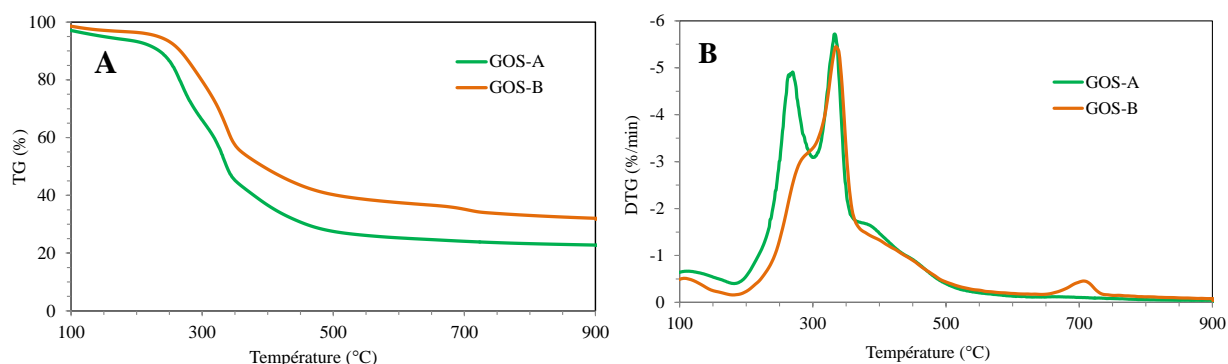 100
80
60
40
20
0
TG (%)
A
GOS-A
GOS-B
100 300 500 700 900
Température (°C)
-6
-5
-4
-3
-2
-1
0
DTG (%/min)
B
GOS-A
GOS-B
100 300 500 700 900
Température (°C)